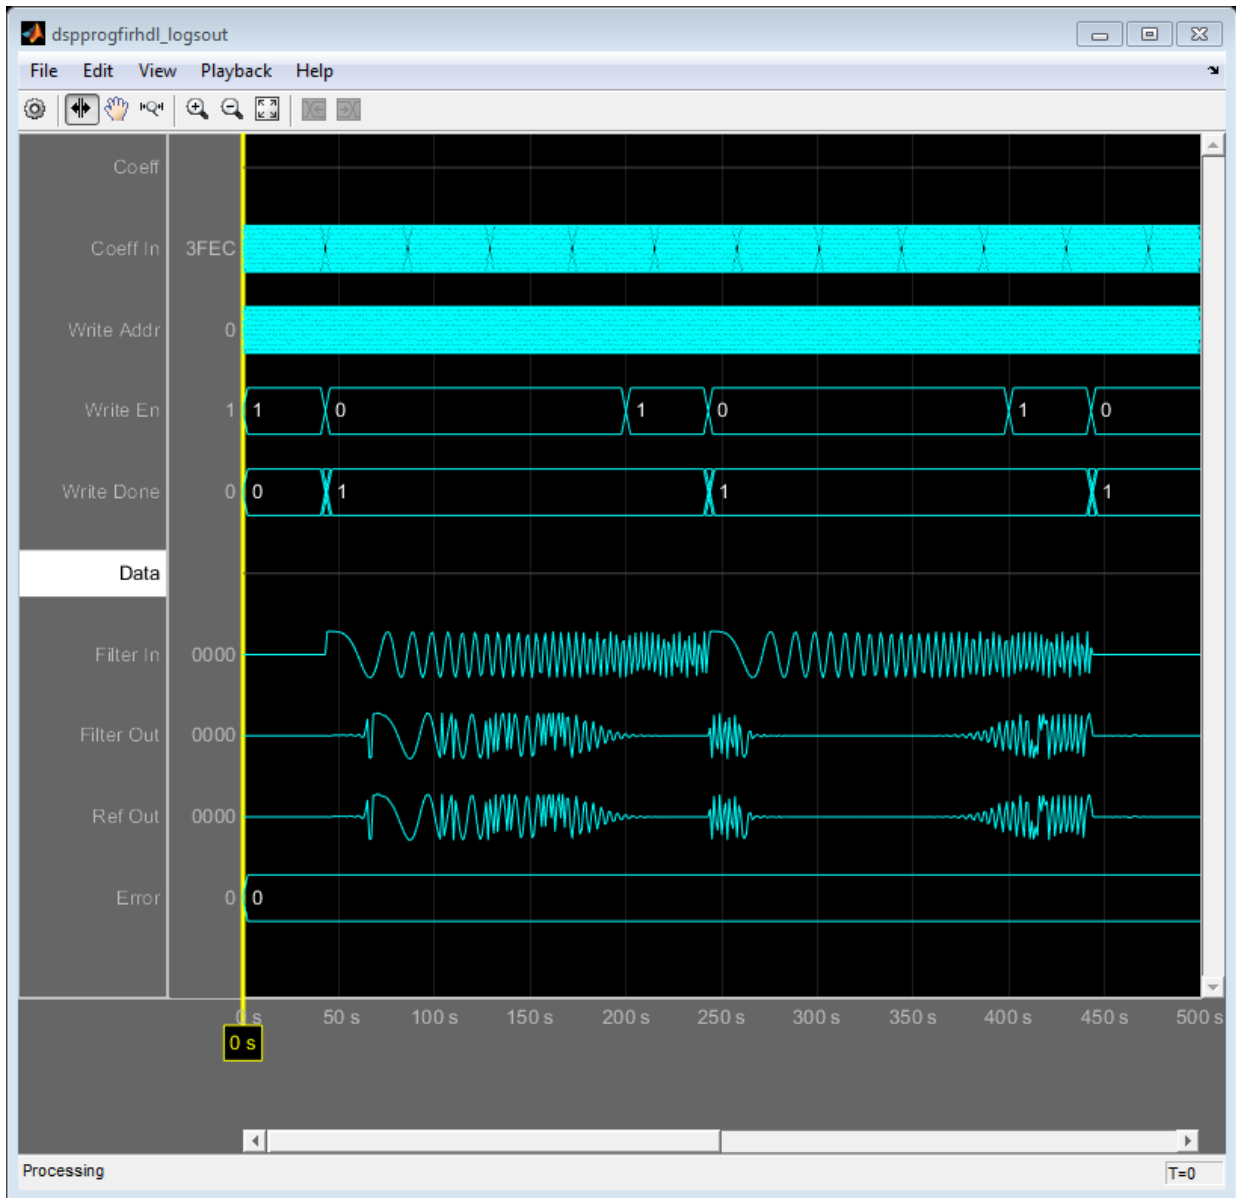 dspprogfirhdl_logsout
File Edit View Playback Help
Coeff
Coeff In 3FEC
Write Addr 0
Write En 1 1 0 1 0 1 0
Write Done 0 0 1 1 1
Data
Filter In 0000
Filter Out 0000
Ref Out 0000
Error 0 0
0 s 50 s 100 s 150 s 200 s 250 s 300 s 350 s 400 s 450 s 500 s
0 s
Processing T=0